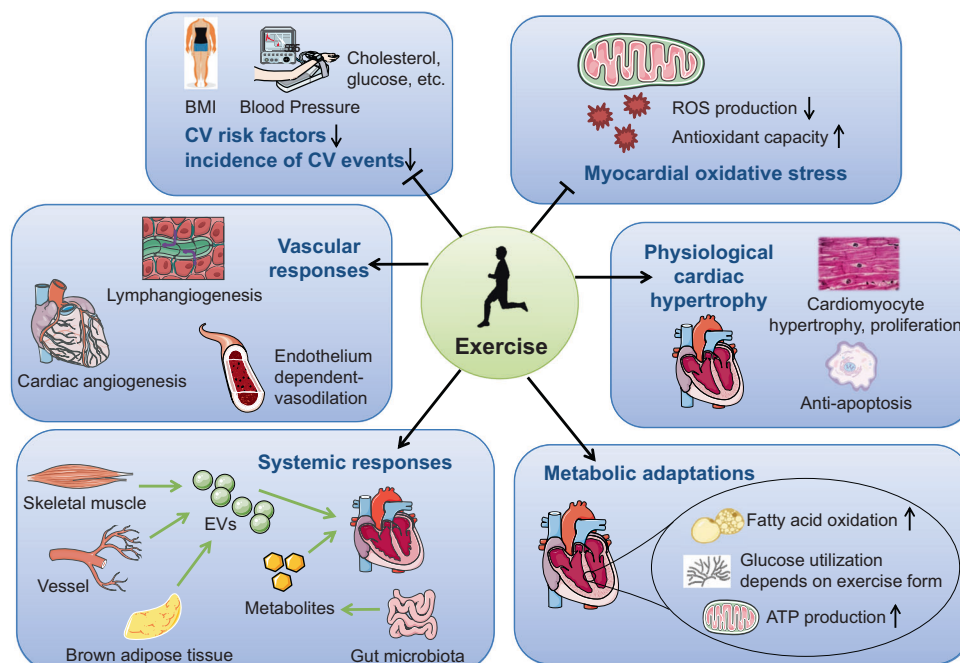 BMI
Blood Pressure
Cholesterol,
glucose, etc.
CV risk factors
incidence of CV events
ROS production
Antioxidant capacity
Myocardial oxidative stress
Vascular
responses
Lymphangiogenesis
Cardiac angiogenesis
Endothelium
dependent-
vasodilation
Exercise
Physiological
cardiac
hypertrophy
Cardiomyocyte
hypertrophy, proliferation
Anti-apoptosis
Systemic responses
Skeletal muscle
EVs
Vessel
Metabolites
Brown adipose tissue
Gut microbiota
Metabolic adaptations
Fatty acid oxidation
Glucose utilization
depends on exercise form
ATP production